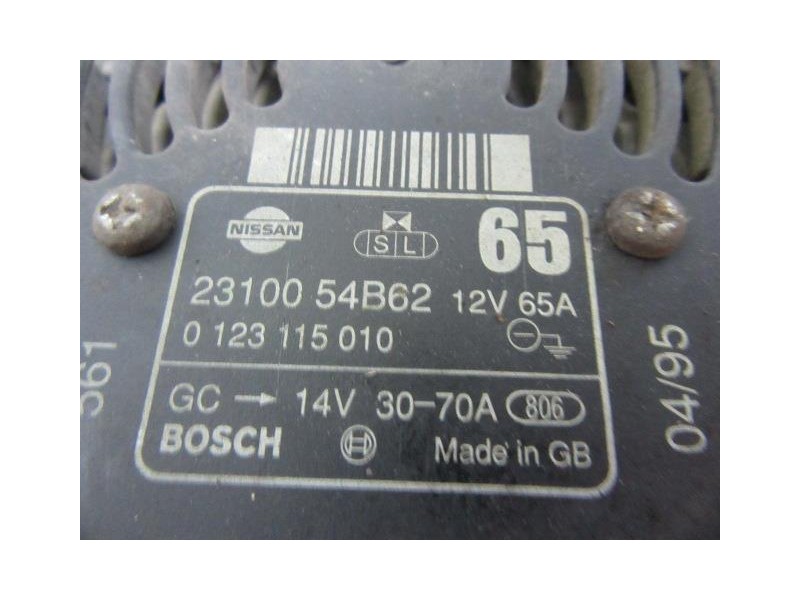 65
NISSAN
S L
23100 54B62 12V 65A
0 123 115 010
GC → 14V 30-70A 806
BOSCH Made in GB
04/95